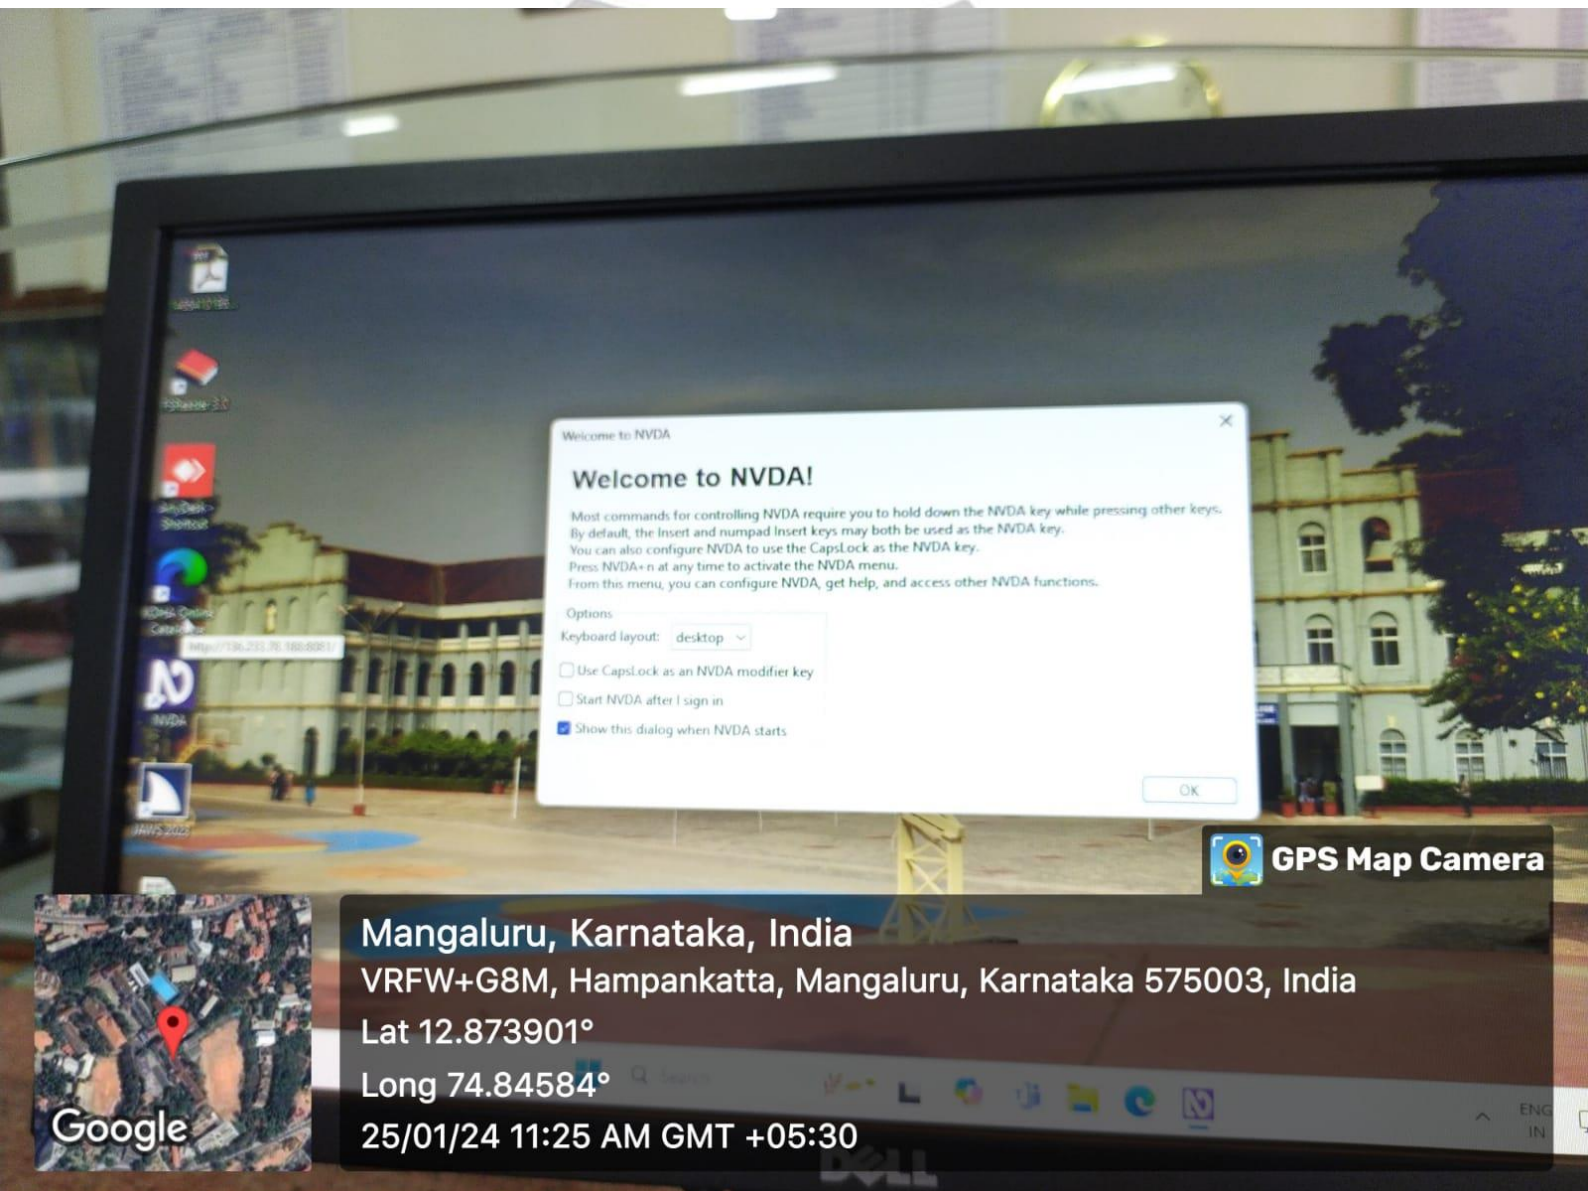 Welcome to NVDA
Welcome to NVDA!
Most commands for controlling NVDA require you to hold down the NVDA key while pressing other keys.
By default, the Insert and numpad Insert keys may both be used as the NVDA key.
You can also configure NVDA to use the CapsLock as the NVDA key.
Press NVDA+n at any time to activate the NVDA menu.
From this menu, you can configure NVDA, get help, and access other NVDA functions.
Options
Keyboard layout: desktop
Use CapsLock as an NVDA modifier key
Start NVDA after I sign in
Show this dialog when NVDA starts
OK
AnyDesk -
Shortcut
NVDA
JAWS 2023
GPS Map Camera
Mangaluru, Karnataka, India
VRFW+G8M, Hampankatta, Mangaluru, Karnataka 575003, India
Lat 12.873901°
Long 74.84584°
25/01/24 11:25 AM GMT +05:30
Google
Search
ENG
IN
DELL